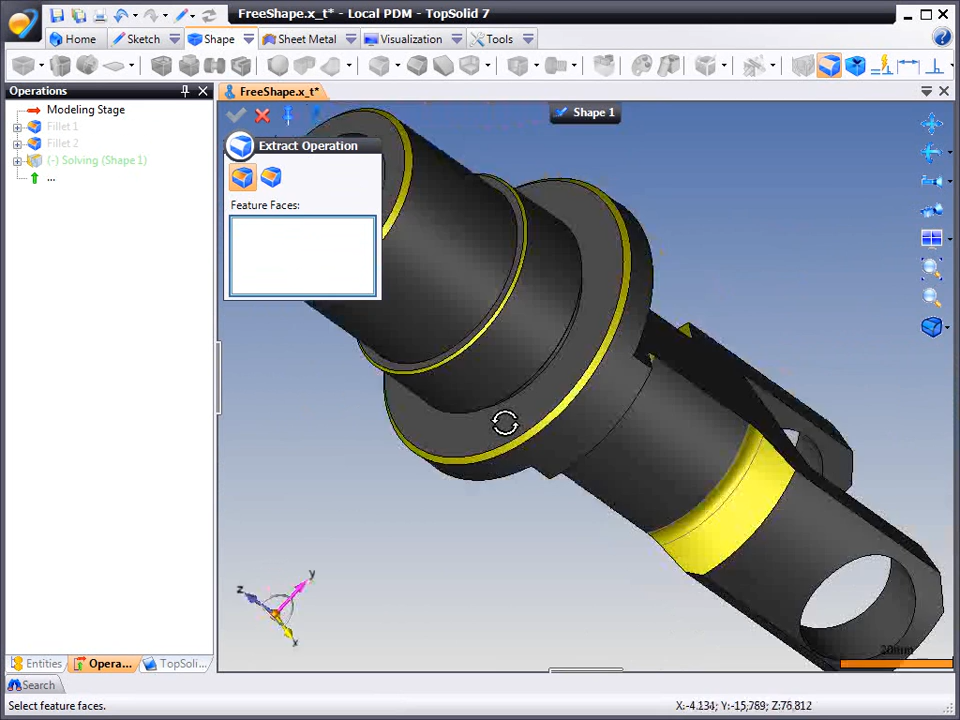 FreeShape.x_t* - Local PDM - TopSolid 7
Home
Sketch
Shape
Sheet Metal
Visualization
Tools
Operations
FreeShape.x_t*
Modeling Stage
Fillet 1
Fillet 2
(-) Solving (Shape 1)
...
Shape 1
Extract Operation
Feature Faces:
z
y
x
20mm
Entities
Opera...
TopSoli...
Search
Select feature faces.
X:-4.134; Y:-15,789; Z:76,812